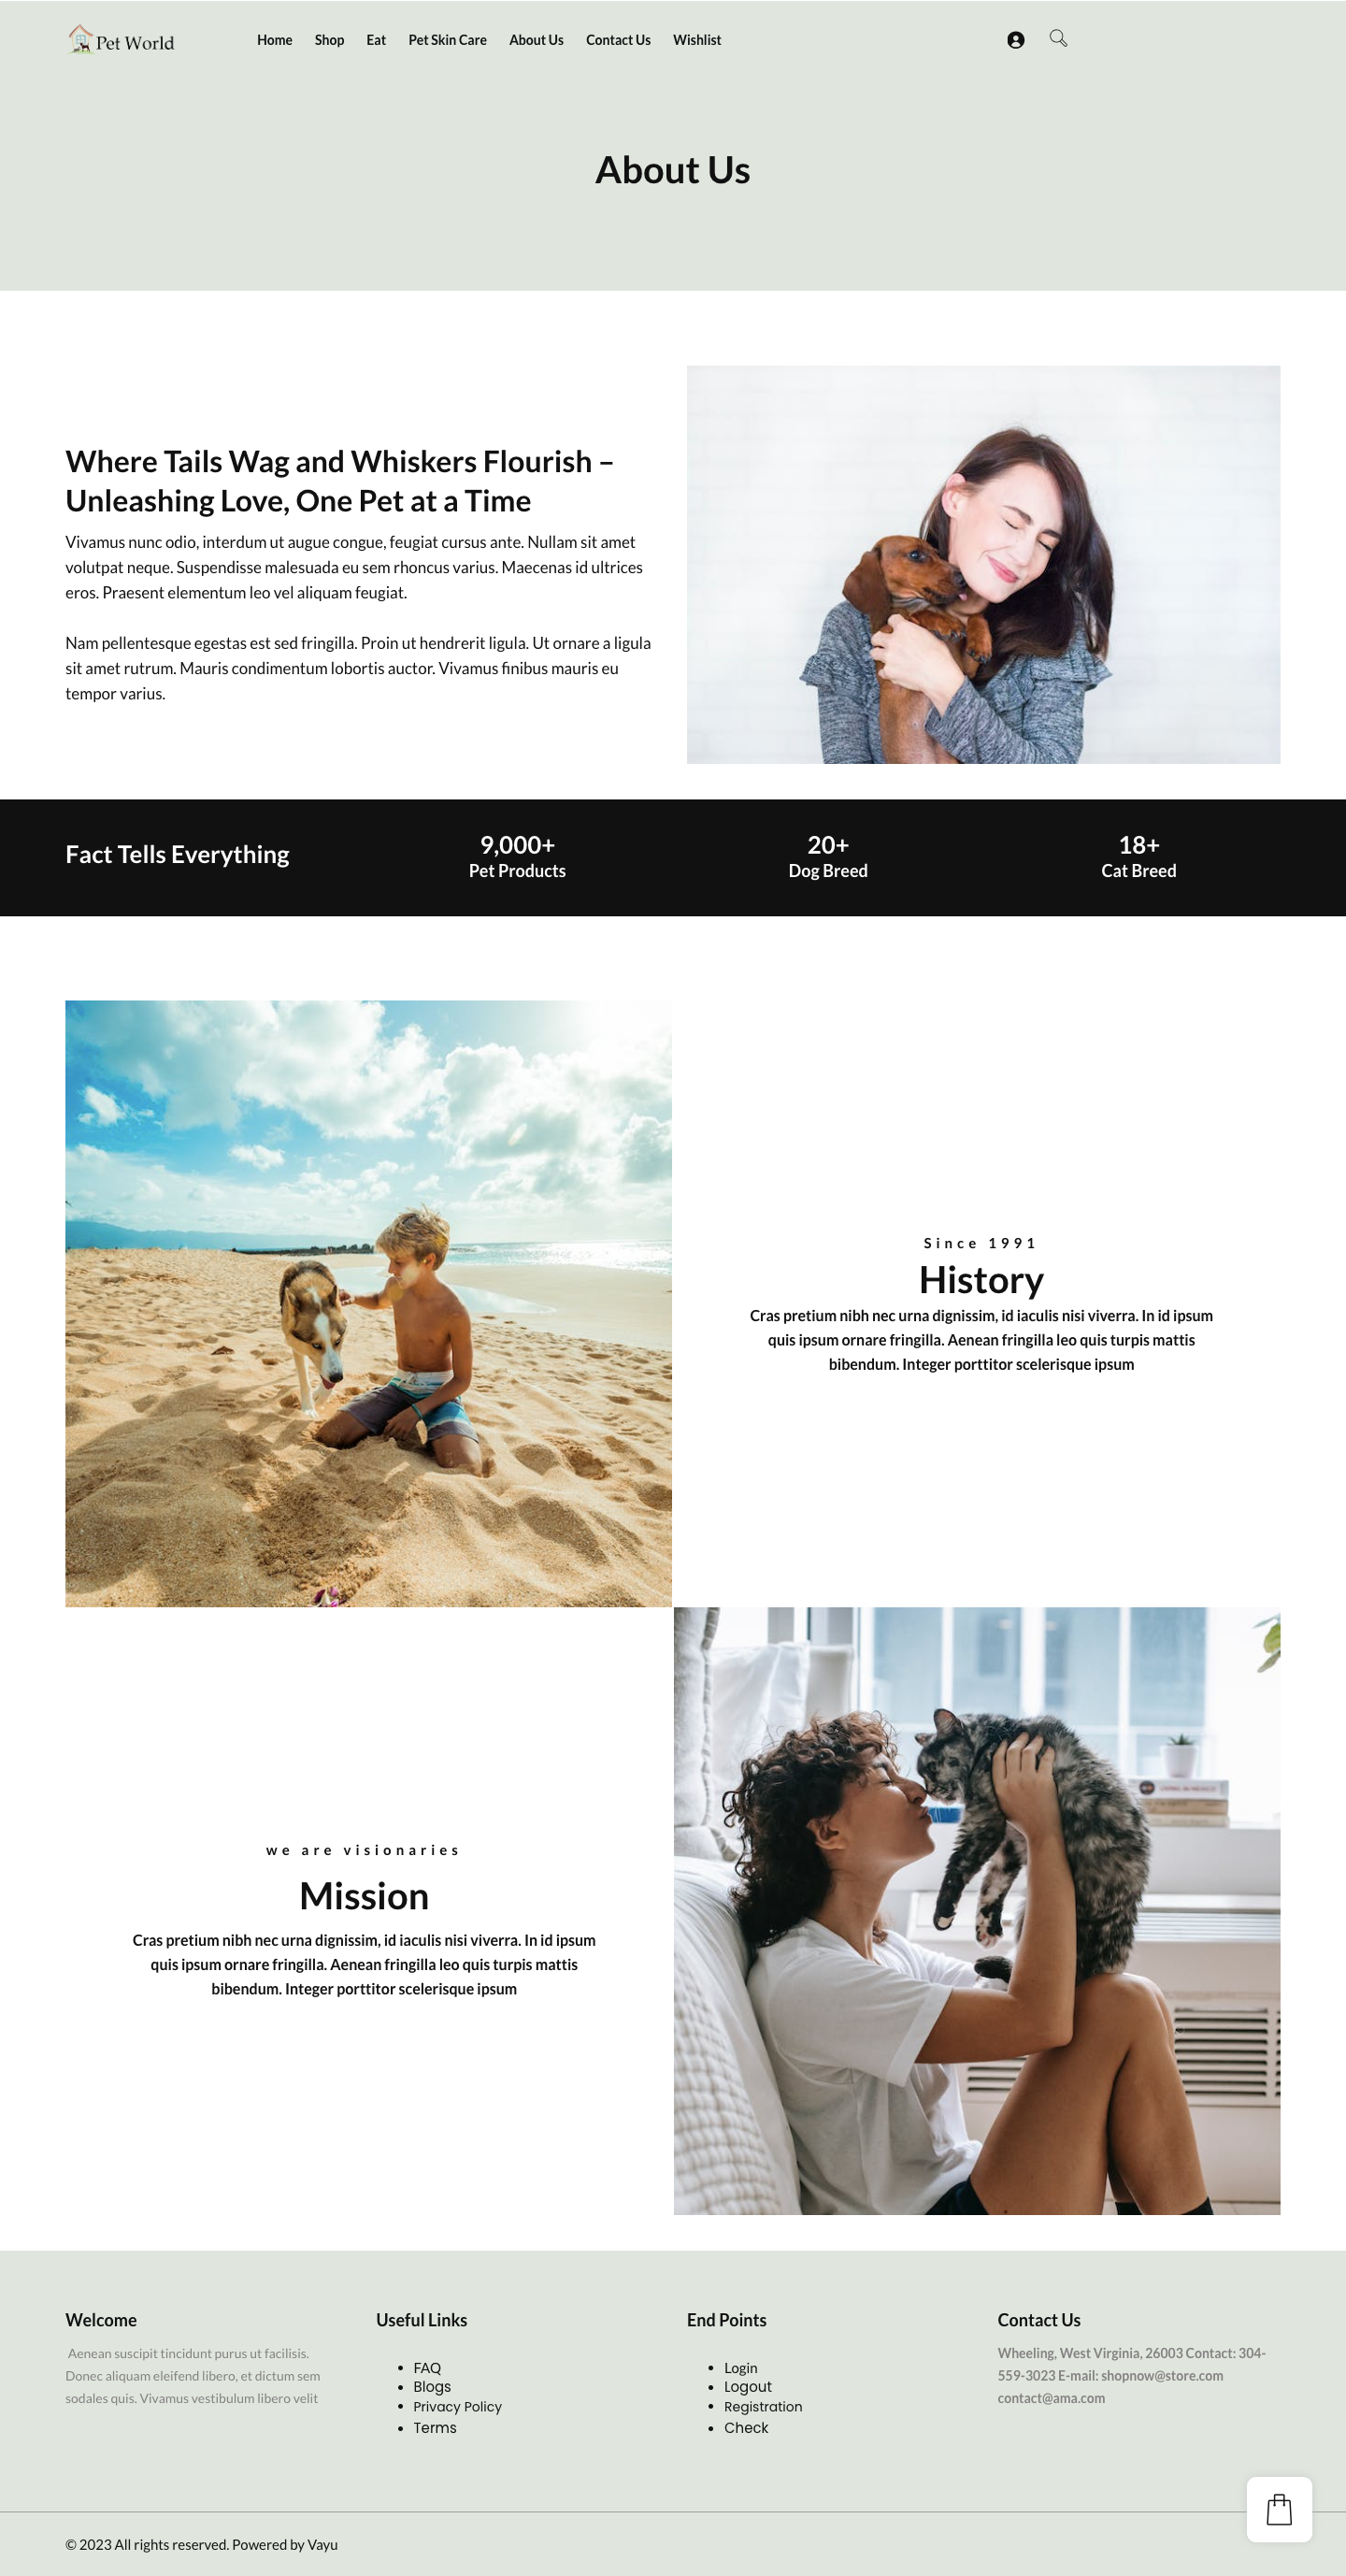 Pet World
Home Shop Eat Pet Skin Care About Us Contact Us Wishlist
About Us
Where Tails Wag and Whiskers Flourish –
Unleashing Love, One Pet at a Time
Vivamus nunc odio, interdum ut augue congue, feugiat cursus ante. Nullam sit amet
volutpat neque. Suspendisse malesuada eu sem rhoncus varius. Maecenas id ultrices
eros. Praesent elementum leo vel aliquam feugiat.
Nam pellentesque egestas est sed fringilla. Proin ut hendrerit ligula. Ut ornare a ligula
sit amet rutrum. Mauris condimentum lobortis auctor. Vivamus finibus mauris eu
tempor varius.
Fact Tells Everything
9,000+
Pet Products
20+
Dog Breed
18+
Cat Breed
Since 1991
History
Cras pretium nibh nec urna dignissim, id iaculis nisi viverra. In id ipsum
quis ipsum ornare fringilla. Aenean fringilla leo quis turpis mattis
bibendum. Integer porttitor scelerisque ipsum
we are visionaries
Mission
Cras pretium nibh nec urna dignissim, id iaculis nisi viverra. In id ipsum
quis ipsum ornare fringilla. Aenean fringilla leo quis turpis mattis
bibendum. Integer porttitor scelerisque ipsum
Welcome
Aenean suscipit tincidunt purus ut facilisis.
Donec aliquam eleifend libero, et dictum sem
sodales quis. Vivamus vestibulum libero velit
Useful Links
FAQ
Blogs
Privacy Policy
Terms
End Points
Login
Logout
Registration
Check
Contact Us
Wheeling, West Virginia, 26003 Contact: 304-
559-3023 E-mail: shopnow@store.com
contact@ama.com
© 2023 All rights reserved. Powered by Vayu